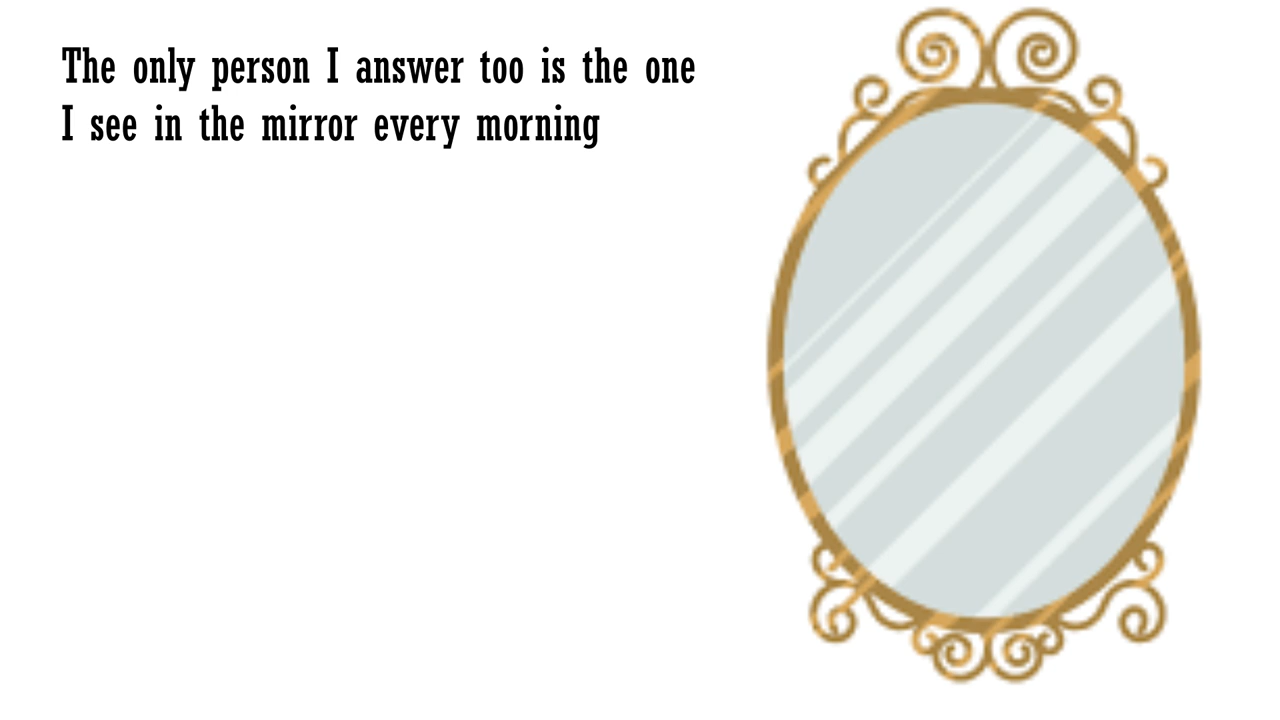 The only person I answer too is the one
I see in the mirror every morning